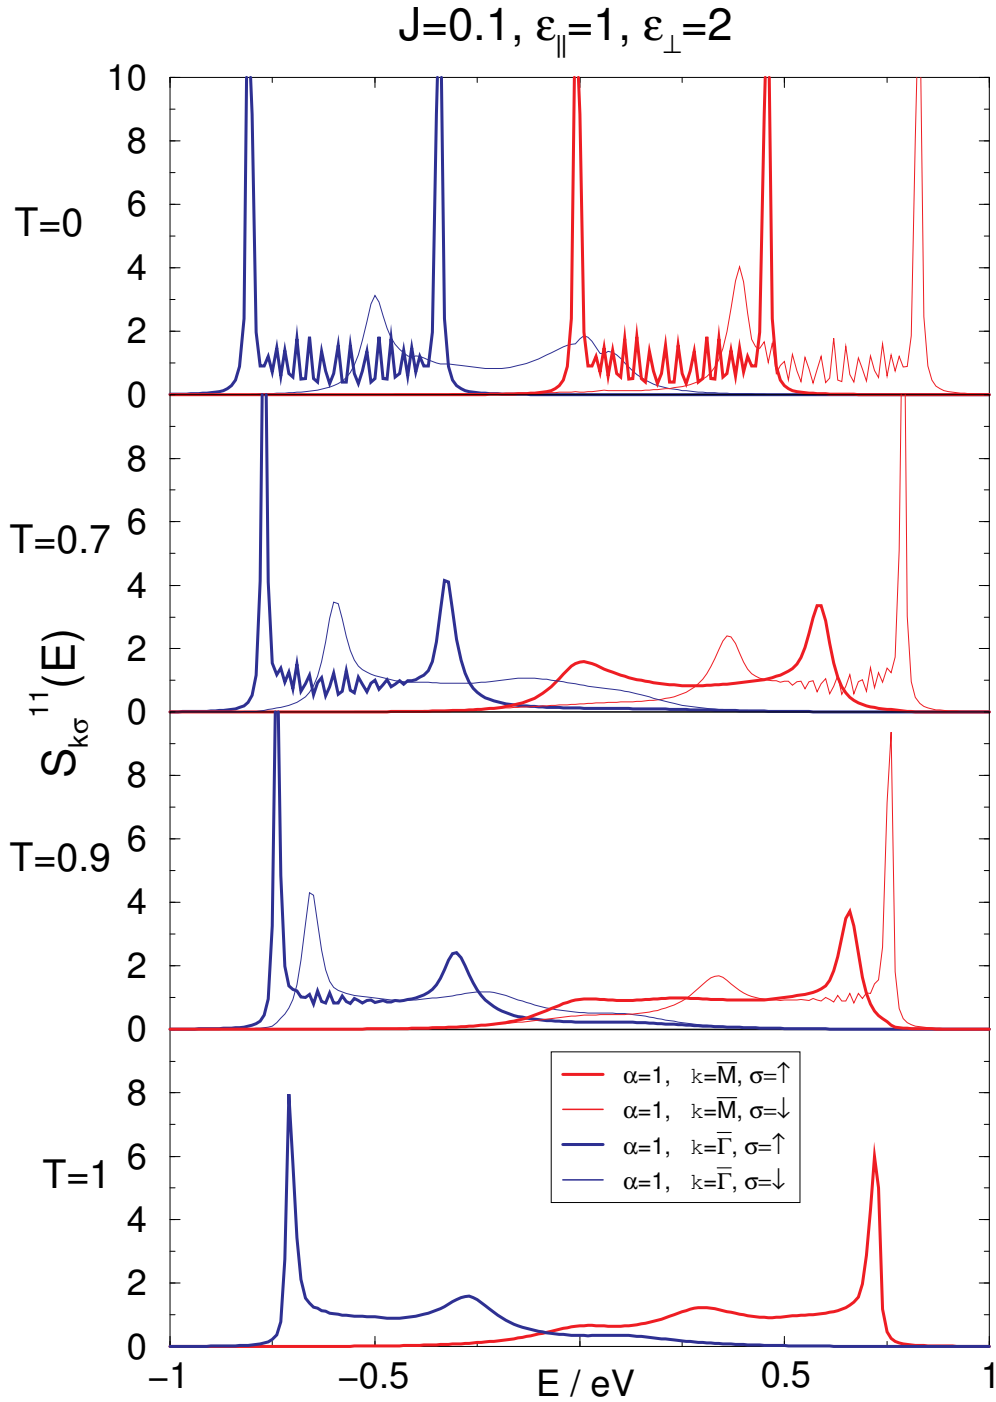 J=0.1, ε∥=1, ε⊥=2
10
8
6
T=0
4
2
0
8
6
T=0.7
4
2
0
8
6
T=0.9
4
2
0
8
6
T=1
4
2
0
S_kσ^11(E)
α=1, k=M̅, σ=↑
α=1, k=M̅, σ=↓
α=1, k=Γ̅, σ=↑
α=1, k=Γ̅, σ=↓
−1 −0.5 0 0.5 1
E / eV